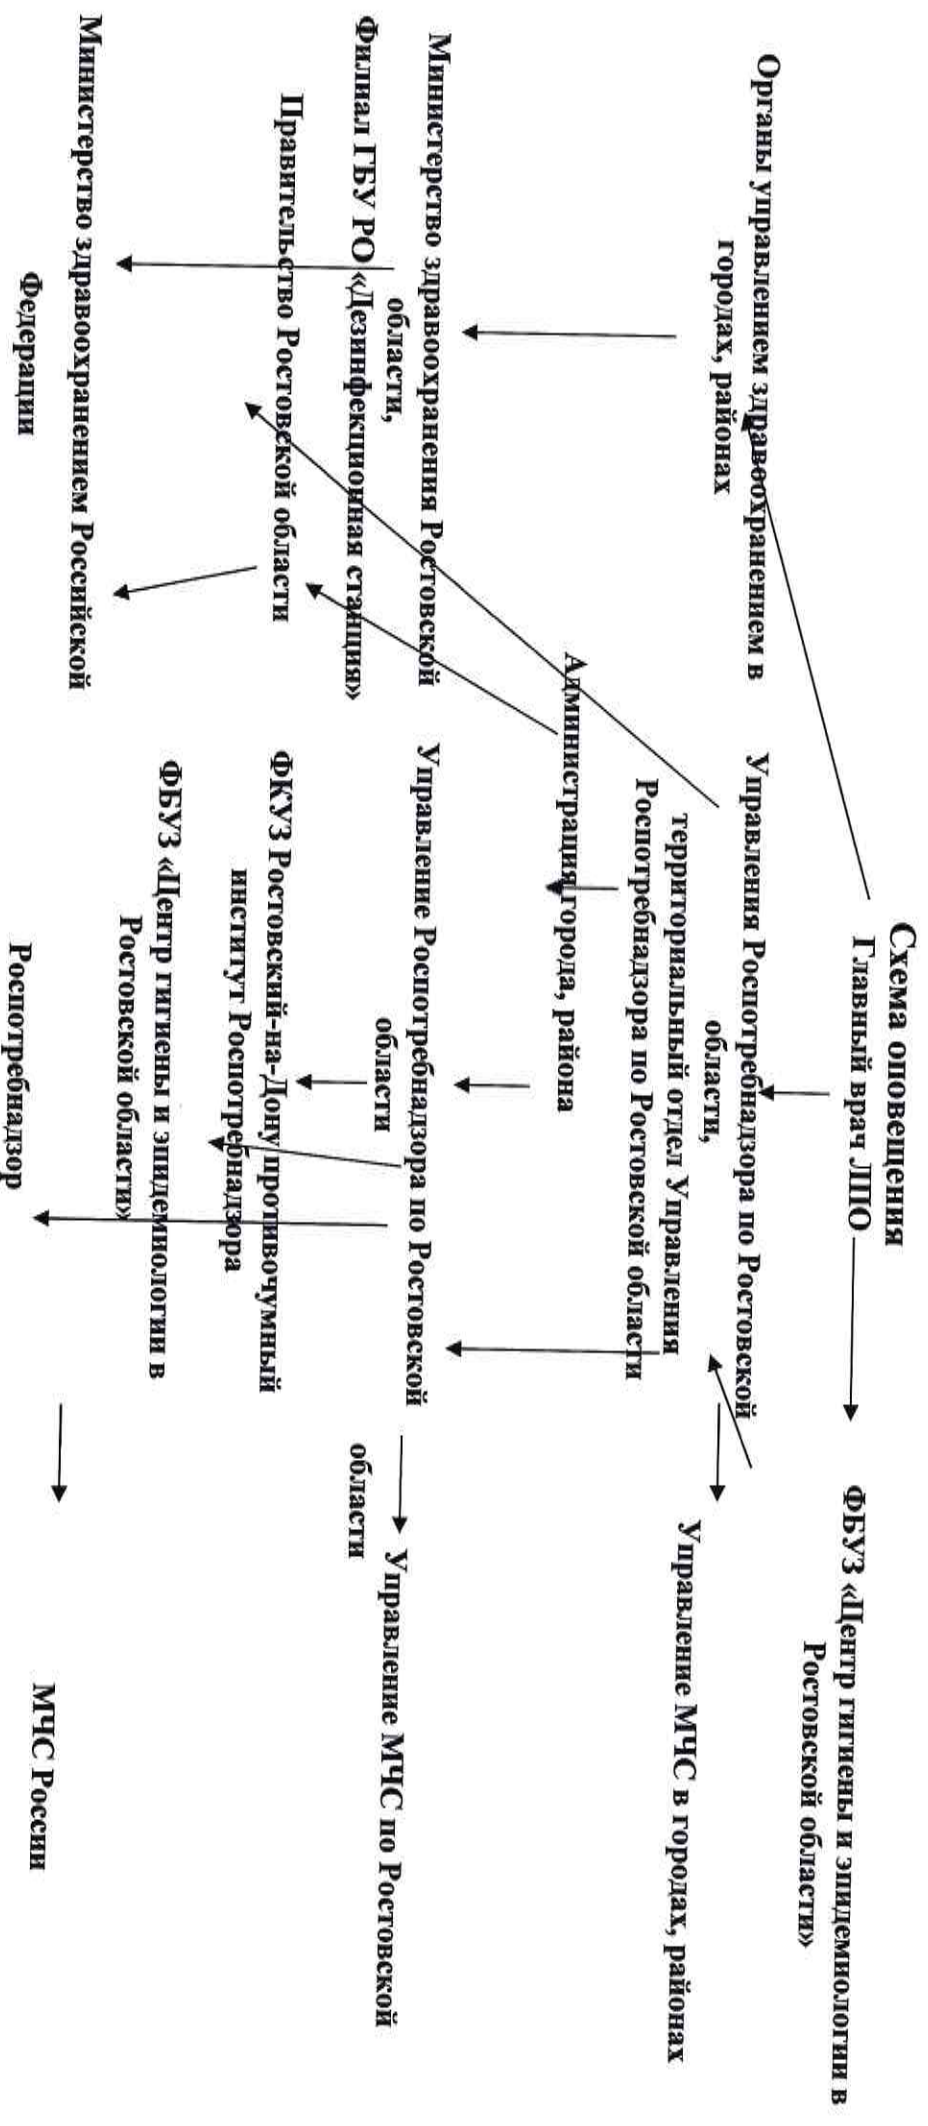 Схема оповещения
Главный врач ЛПО
ФБУЗ «Центр гигиены и эпидемиологии в
Ростовской области»
Органы управлением здравоохранением в
городах, районах
Управления Роспотребнадзора по Ростовской
области,
территориальный отдел Управления
Роспотребнадзора по Ростовской области
Управление МЧС в городах, районах
Администрация города, района
Министерство здравоохранения Ростовской
области,
Филиал ГБУ РО «Дезинфекционная станция»
Управление Роспотребнадзора по Ростовской
области
Управление МЧС по Ростовской
области
Правительство Ростовской области
ФКУЗ Ростовский-на-Дону противочумный
институт Роспотребнадзора
ФБУЗ «Центр гигиены и эпидемиологии в
Ростовской области»
Министерство здравоохранением Российской
Федерации
Роспотребнадзор
МЧС России